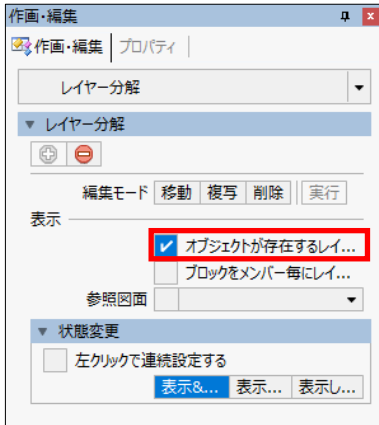 作画・編集
作画・編集 プロパティ
レイヤー分解
レイヤー分解
編集モード 移動 複写 削除 実行
表示
オブジェクトが存在するレイ...
ブロックをメンバー毎にレイ...
参照図面
状態変更
左クリックで連続設定する
表示&... 表示... 表示し...